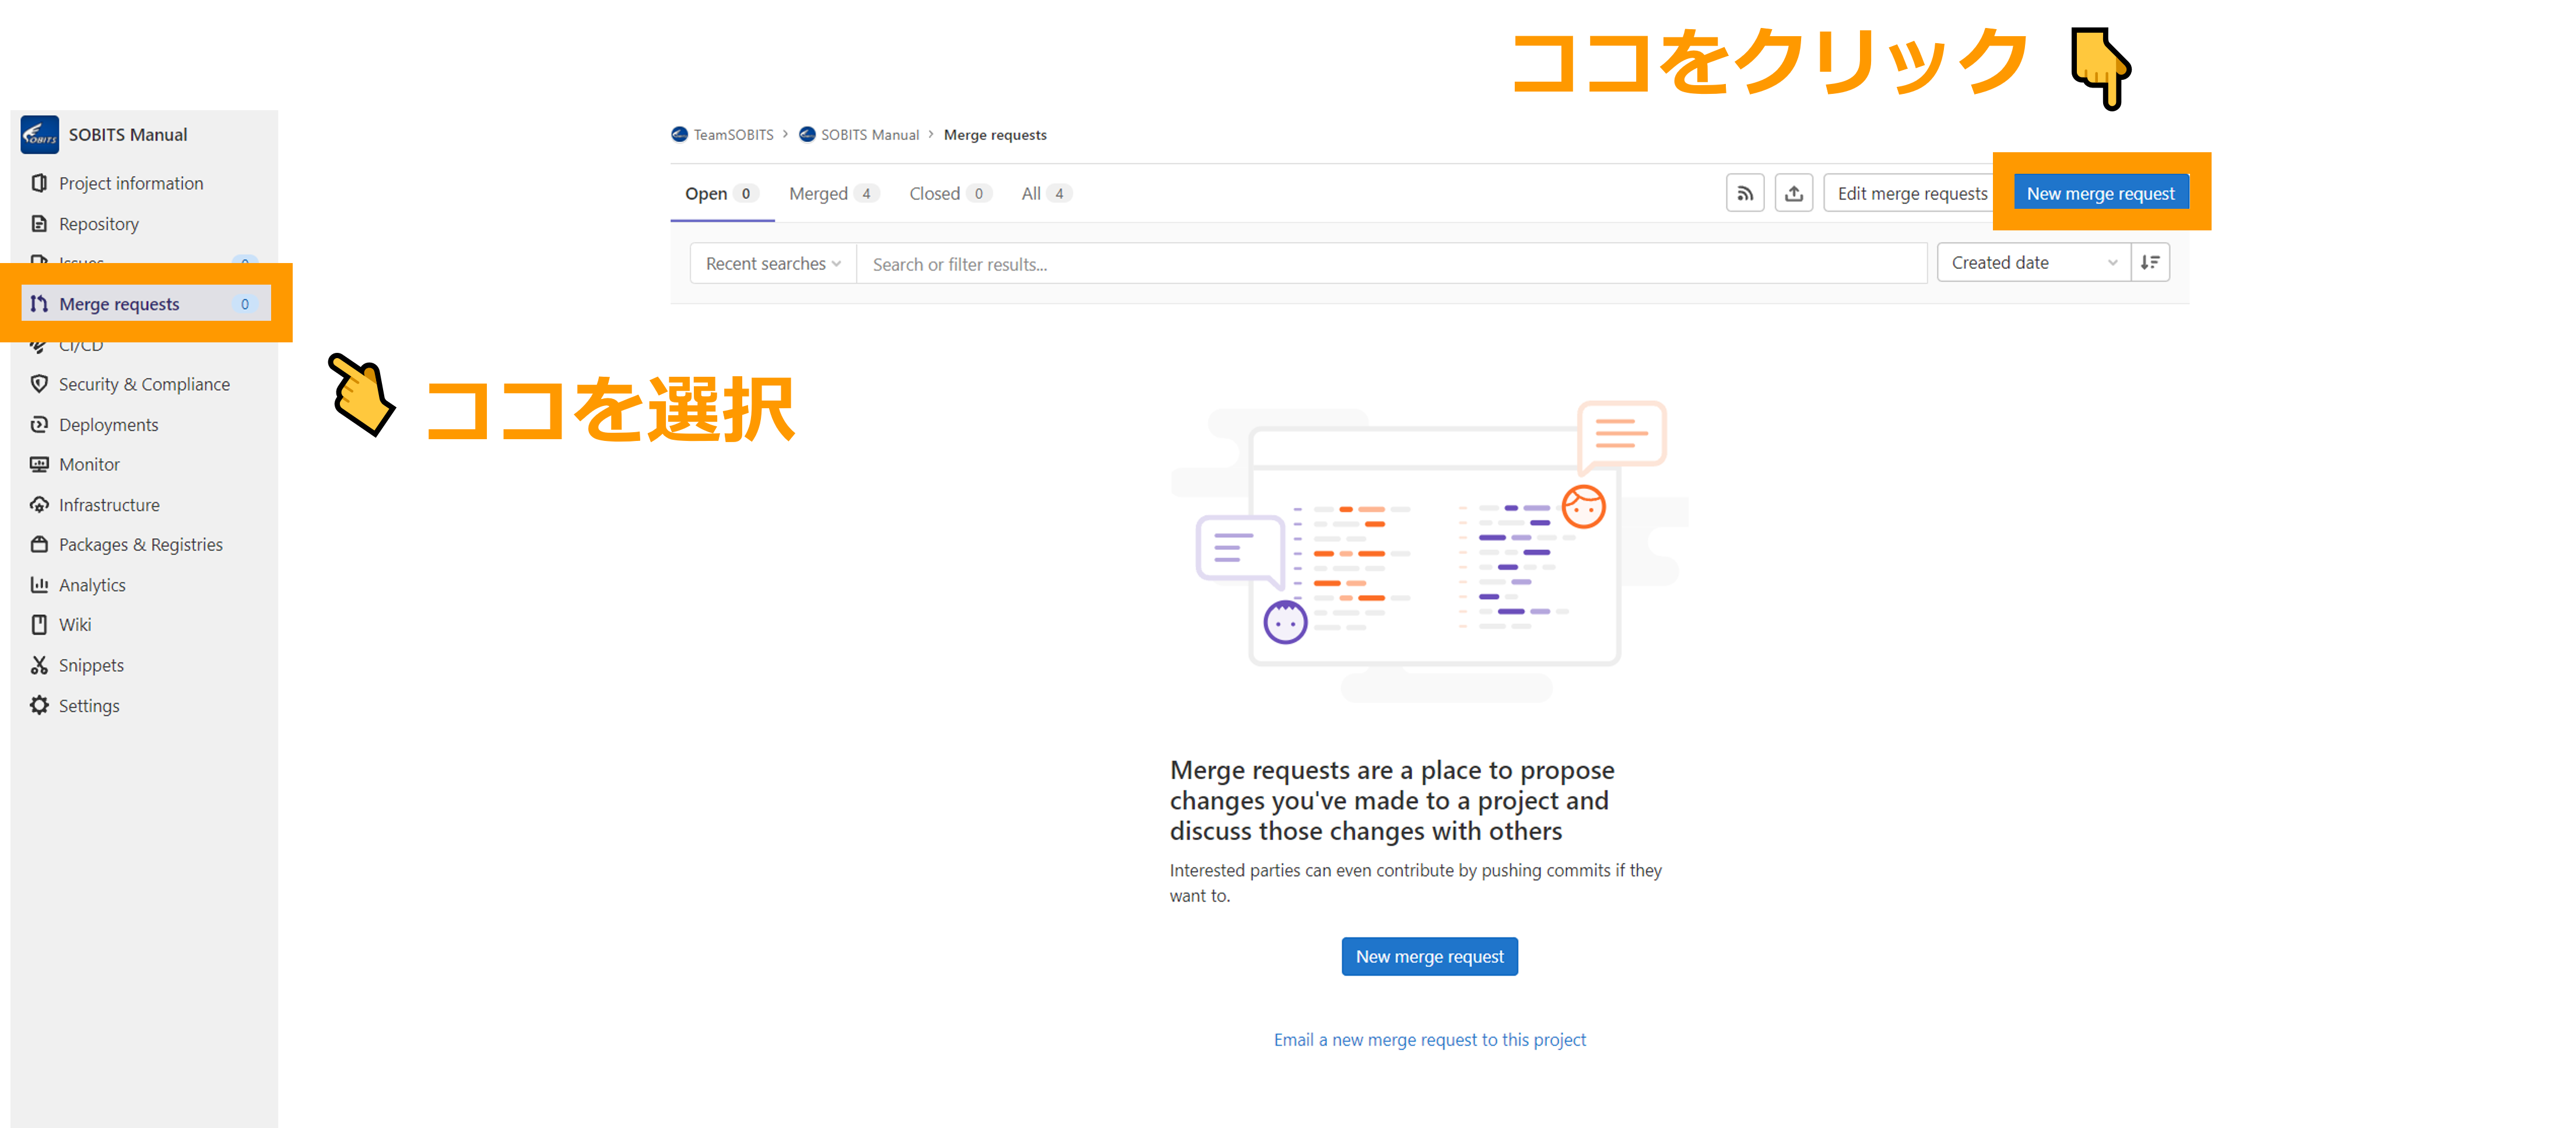 ココをクリック
SOBITS
SOBITS Manual
Project information
Repository
Issues 0
Merge requests 0
CI/CD
Security & Compliance
Deployments
Monitor
Infrastructure
Packages & Registries
Analytics
Wiki
Snippets
Settings
ココを選択
TeamSOBITS › SOBITS Manual › Merge requests
Open 0 Merged 4 Closed 0 All 4 Edit merge requests New merge request
Recent searches Search or filter results... Created date
Merge requests are a place to propose
changes you've made to a project and
discuss those changes with others
Interested parties can even contribute by pushing commits if they
want to.
New merge request
Email a new merge request to this project